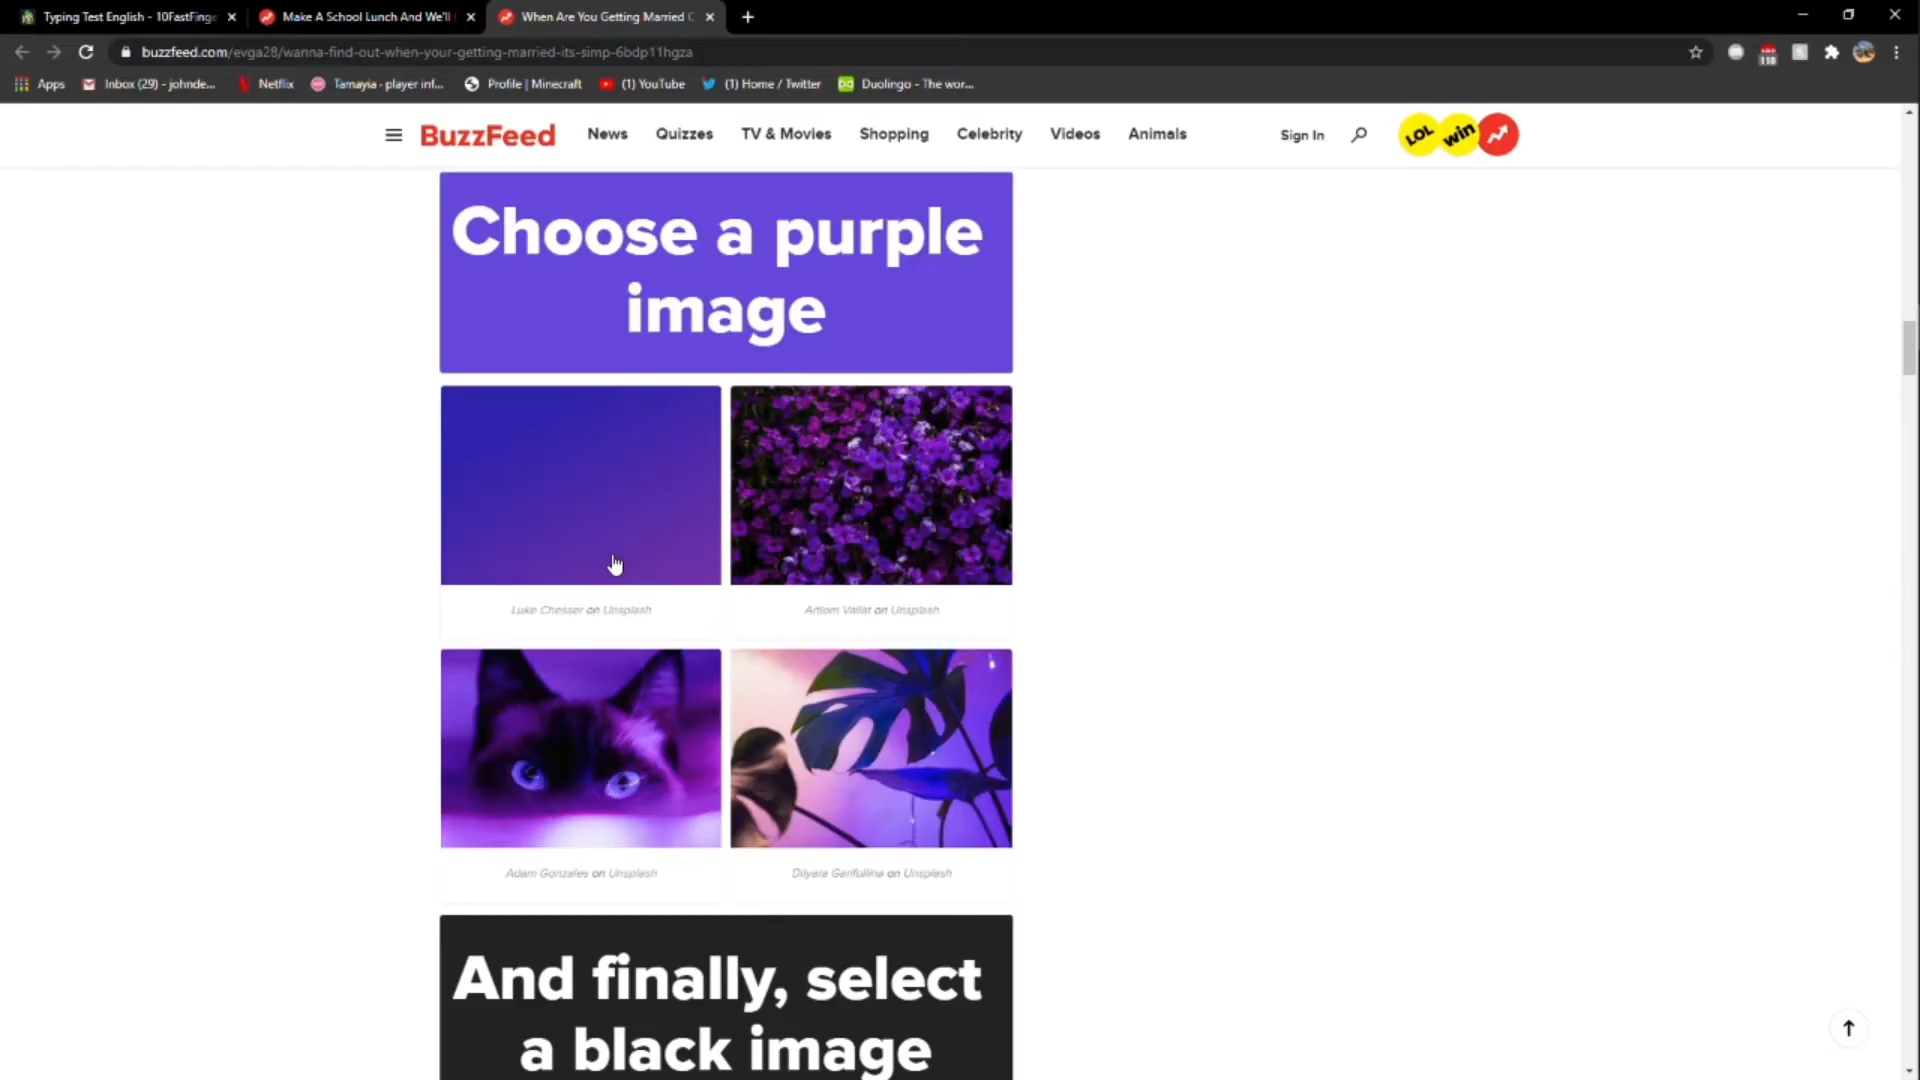 Typing Test English - 10FastFinge
Make A School Lunch And We'll
When Are You Getting Married
buzzfeed.com/evga28/wanna-find-out-when-your-getting-married-its-simp-6bdp11hgza
118
Apps
Inbox (29) - johnde...
Netflix
Tamayia - player inf...
Profile | Minecraft
(1) YouTube
(1) Home / Twitter
Duolingo - The wor...
BuzzFeed
News
Quizzes
TV & Movies
Shopping
Celebrity
Videos
Animals
Sign In
LOL
win
Choose a purple
image
Luke Chesser on Unsplash
Artiom Vallat on Unsplash
Adam Gonzales on Unsplash
Dilyara Garifullina on Unsplash
And finally, select
a black image